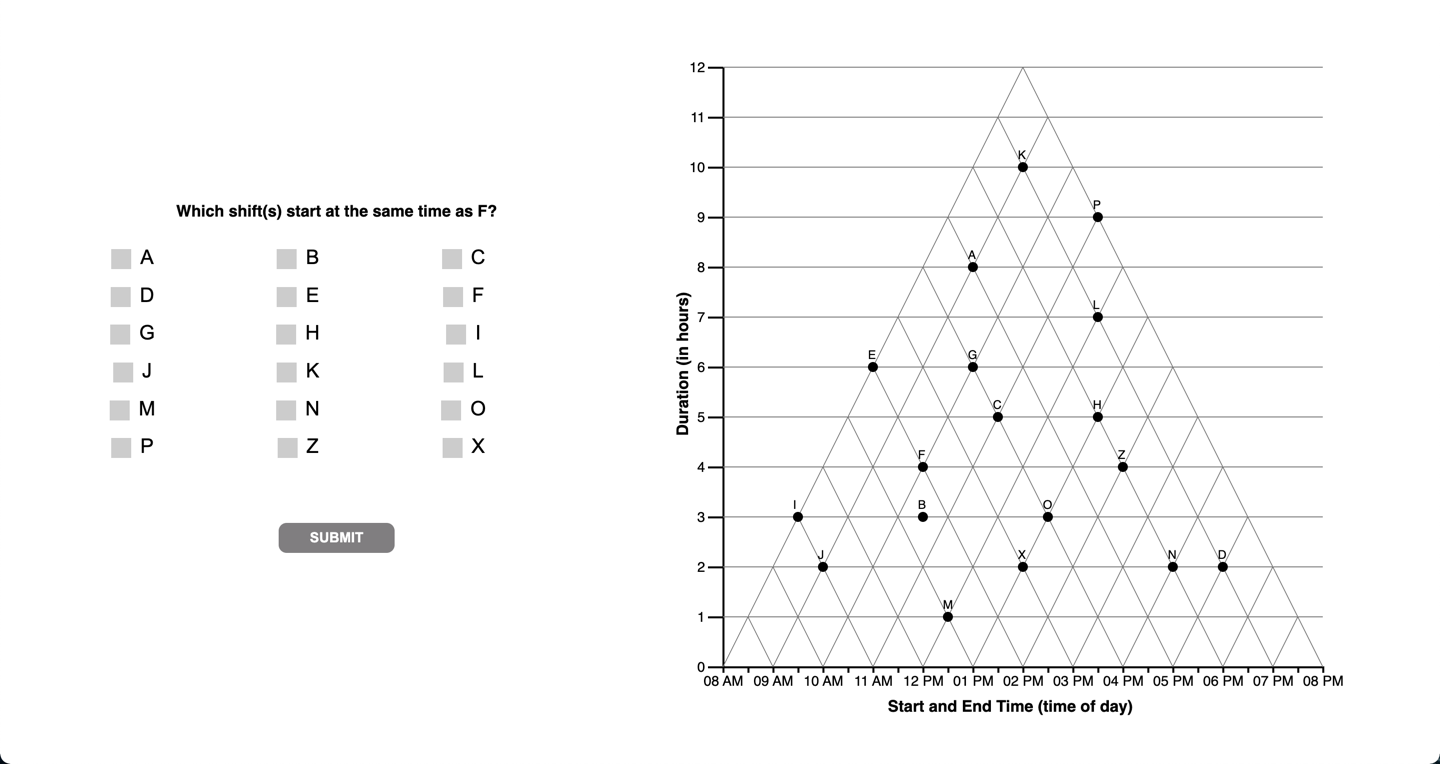 Which shift(s) start at the same time as F?
A B C
D E F
G H I
J K L
M N O
P Z X
SUBMIT
12
11
10
9
8
7
6
5
4
3
2
1
0
Duration (in hours)
K
P
A
L
E G
C H
F Z
I B O
J X N D
M
08 AM 09 AM 10 AM 11 AM 12 PM 01 PM 02 PM 03 PM 04 PM 05 PM 06 PM 07 PM 08 PM
Start and End Time (time of day)